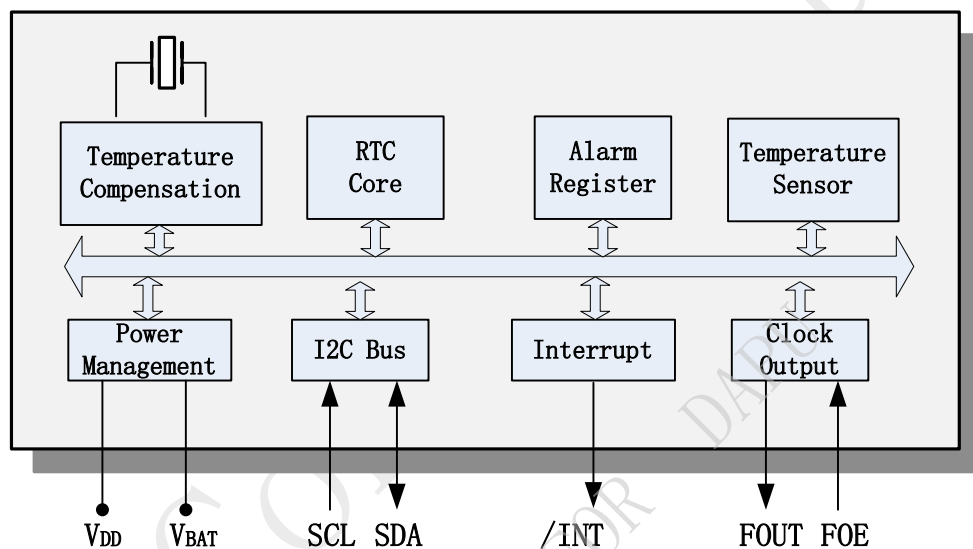 Temperature
Compensation
RTC
Core
Alarm
Register
Temperature
Sensor
Power
Management
I2C Bus
Interrupt
Clock
Output
VDD
VBAT
SCL
SDA
/INT
FOUT
FOE
DAPU